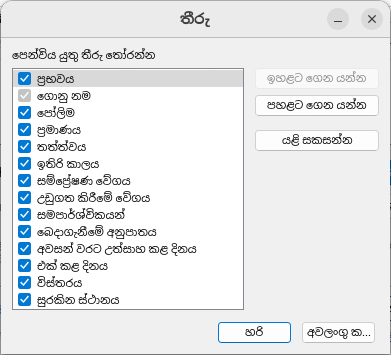 තීරු
පෙන්විය යුතු තීරු තෝරන්න
ප්‍රභවය
ගොනු නම
පෝලිම
ප්‍රමාණය
තත්ත්වය
ඉතිරි කාලය
සම්ප්‍රේෂණ වේගය
උඩුගත කිරීමේ වේගය
සමපාර්ශ්විකයන්
බෙදාගැනීමේ අනුපාතය
අවසන් වරට උත්සාහ කළ දිනය
එක් කළ දිනය
විස්තරය
සුරකින ස්ථානය
ඉහළට ගෙන යන්න
පහළට ගෙන යන්න
යළි සකසන්න
හරි
අවලංගු ක...